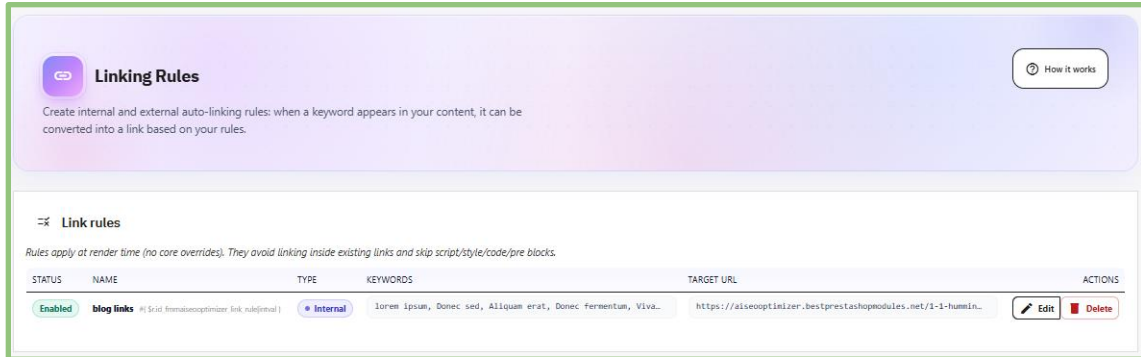 Linking Rules
How it works
Create internal and external auto-linking rules: when a keyword appears in your content, it can be
converted into a link based on your rules.
Link rules
Rules apply at render time (no core overrides). They avoid linking inside existing links and skip script/style/code/pre blocks.
STATUS NAME TYPE KEYWORDS TARGET URL ACTIONS
Enabled blog links #{$r.id_fmmaiseooptimizer_link_rule|intval} Internal lorem ipsum, Donec sed, Aliquam erat, Donec fermentum, Viva… https://aiseooptimizer.bestprestashopmodules.net/1-1-hummin… Edit Delete